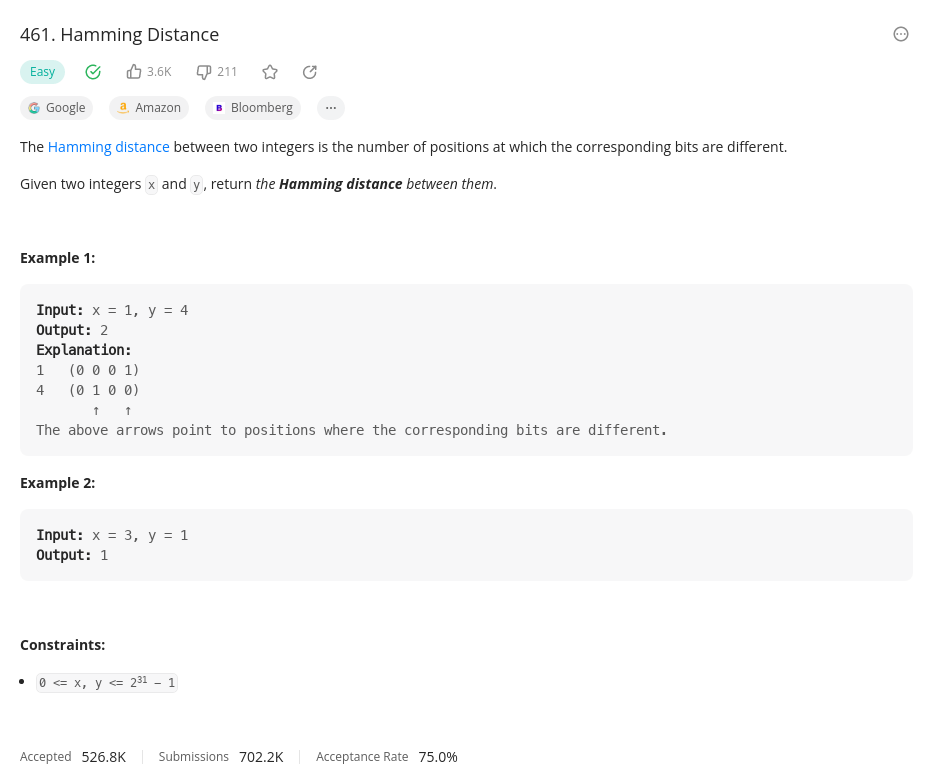 461. Hamming Distance
Easy 3.6K 211
Google Amazon Bloomberg ...
The Hamming distance between two integers is the number of positions at which the corresponding bits are different.
Given two integers x and y, return the Hamming distance between them.
Example 1:
Input: x = 1, y = 4
Output: 2
Explanation:
1   (0 0 0 1)
4   (0 1 0 0)
       ↑   ↑
The above arrows point to positions where the corresponding bits are different.
Example 2:
Input: x = 3, y = 1
Output: 1
Constraints:
• 0 <= x, y <= 2³¹ − 1
Accepted 526.8K Submissions 702.2K Acceptance Rate 75.0%